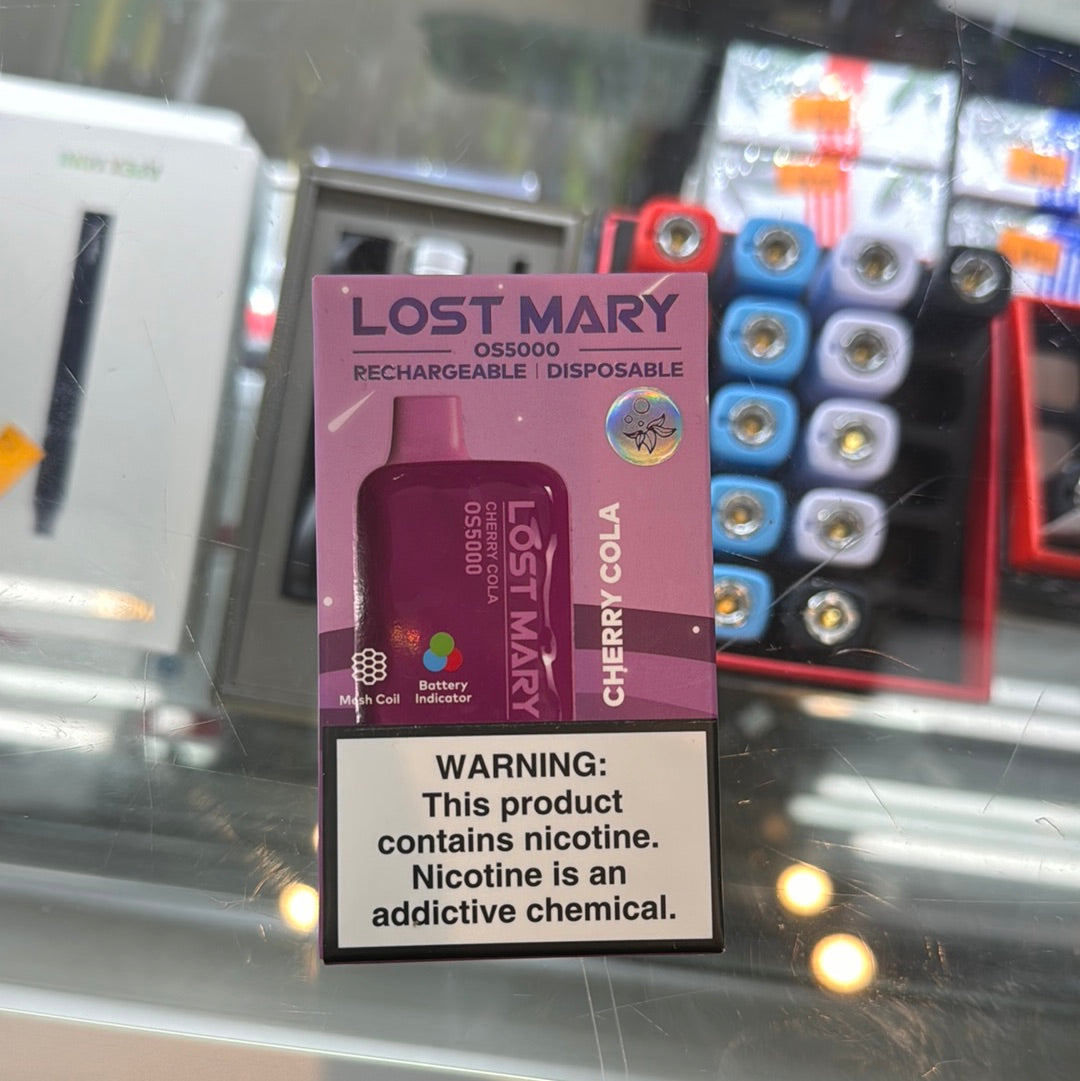 LOST MARY
OS5000
RECHARGEABLE | DISPOSABLE
LOST MARY
CHERRY COLA
OS5000
CHERRY COLA
Mesh Coil
Battery
Indicator
WARNING:
This product
contains nicotine.
Nicotine is an
addictive chemical.